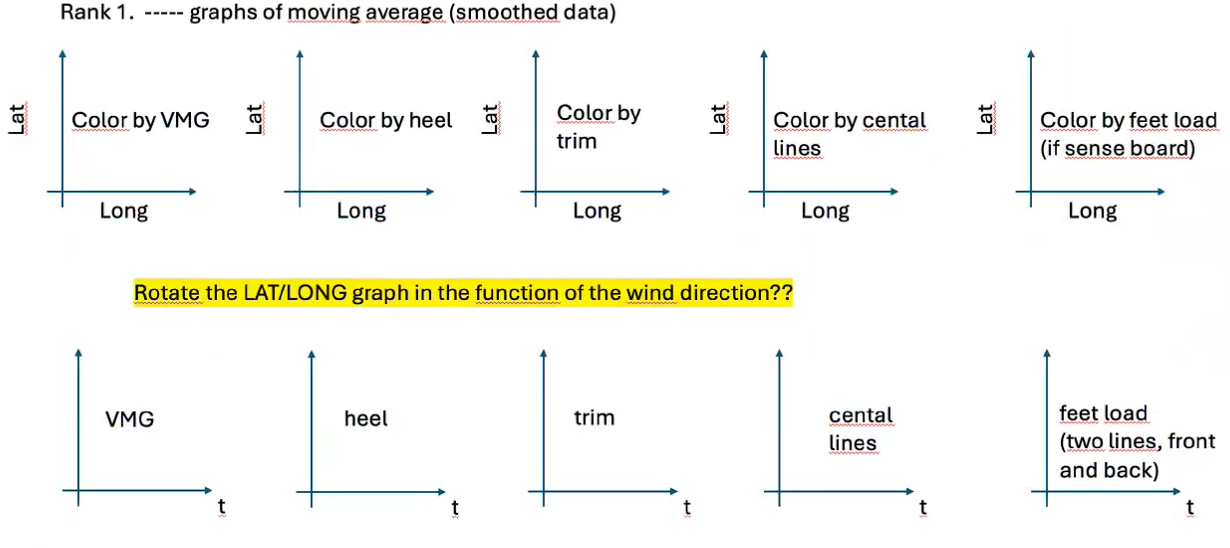 Rank 1. ----- graphs of moving average (smoothed data)
Lat
Color by VMG
Long
Lat
Color by heel
Long
Lat
Color by
trim
Long
Lat
Color by cental
lines
Long
Lat
Color by feet load
(if sense board)
Long
Rotate the LAT/LONG graph in the function of the wind direction??
VMG
t
heel
t
trim
t
cental
lines
t
feet load
(two lines, front
and back)
t